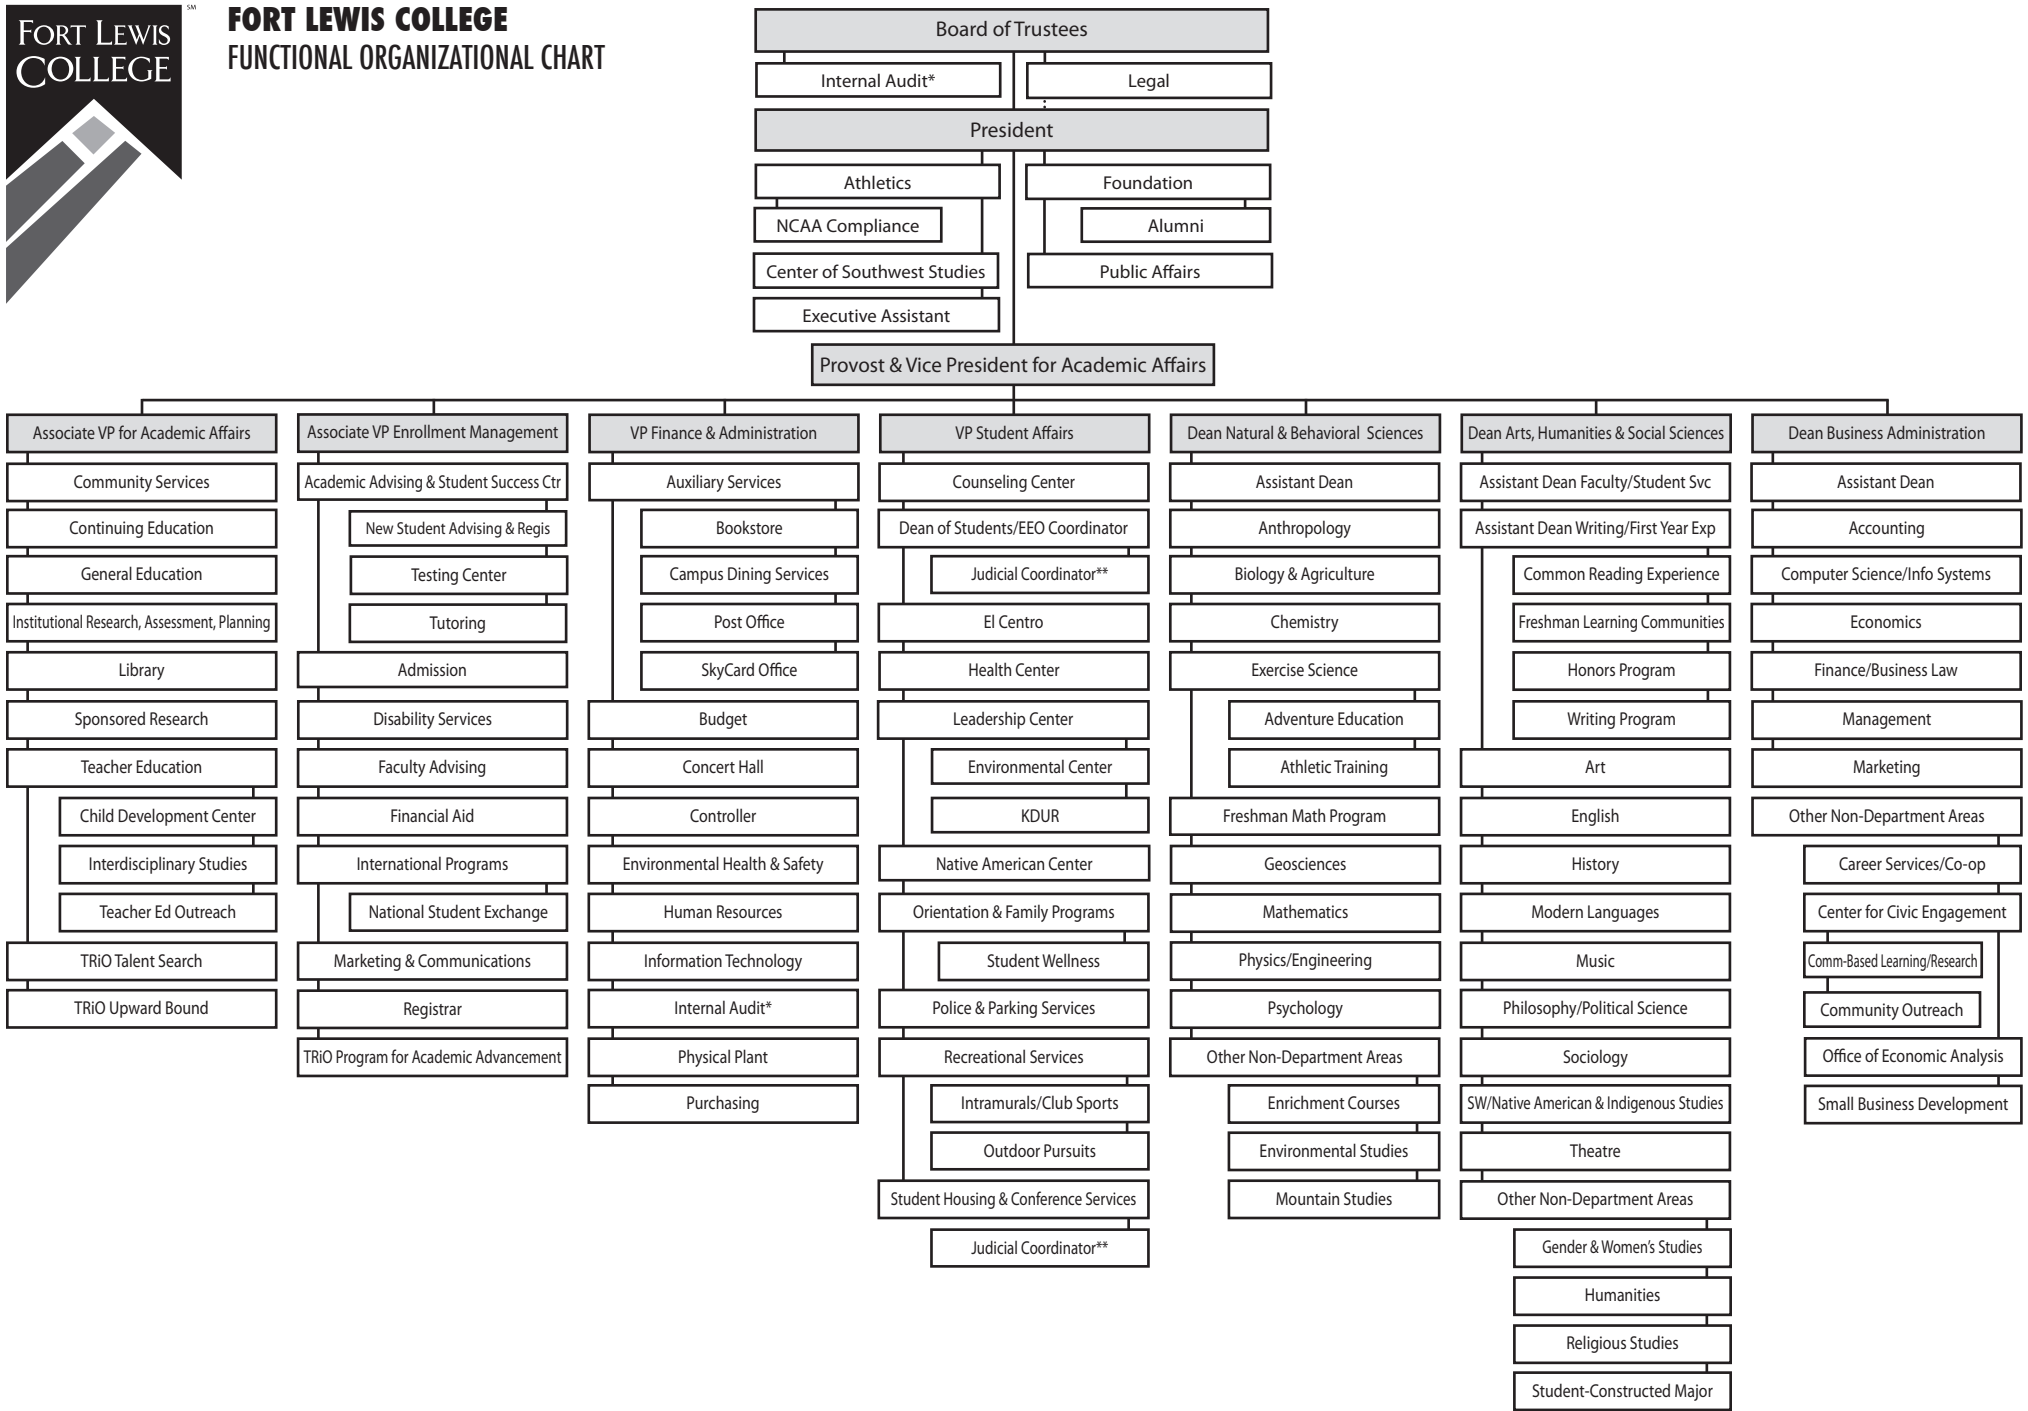 FORT LEWIS
COLLEGE
SM
FORT LEWIS COLLEGE
FUNCTIONAL ORGANIZATIONAL CHART
Board of Trustees
Internal Audit*
Legal
President
Athletics
NCAA Compliance
Center of Southwest Studies
Executive Assistant
Foundation
Alumni
Public Affairs
Provost & Vice President for Academic Affairs
Associate VP for Academic Affairs
Community Services
Continuing Education
General Education
Institutional Research, Assessment, Planning
Library
Sponsored Research
Teacher Education
Child Development Center
Interdisciplinary Studies
Teacher Ed Outreach
TRiO Talent Search
TRiO Upward Bound
Associate VP Enrollment Management
Academic Advising & Student Success Ctr
New Student Advising & Regis
Testing Center
Tutoring
Admission
Disability Services
Faculty Advising
Financial Aid
International Programs
National Student Exchange
Marketing & Communications
Registrar
TRiO Program for Academic Advancement
VP Finance & Administration
Auxiliary Services
Bookstore
Campus Dining Services
Post Office
SkyCard Office
Budget
Concert Hall
Controller
Environmental Health & Safety
Human Resources
Information Technology
Internal Audit*
Physical Plant
Purchasing
VP Student Affairs
Counseling Center
Dean of Students/EEO Coordinator
Judicial Coordinator**
El Centro
Health Center
Leadership Center
Environmental Center
KDUR
Native American Center
Orientation & Family Programs
Student Wellness
Police & Parking Services
Recreational Services
Intramurals/Club Sports
Outdoor Pursuits
Student Housing & Conference Services
Judicial Coordinator**
Dean Natural & Behavioral Sciences
Assistant Dean
Anthropology
Biology & Agriculture
Chemistry
Exercise Science
Adventure Education
Athletic Training
Freshman Math Program
Geosciences
Mathematics
Physics/Engineering
Psychology
Other Non-Department Areas
Enrichment Courses
Environmental Studies
Mountain Studies
Dean Arts, Humanities & Social Sciences
Assistant Dean Faculty/Student Svc
Assistant Dean Writing/First Year Exp
Common Reading Experience
Freshman Learning Communities
Honors Program
Writing Program
Art
English
History
Modern Languages
Music
Philosophy/Political Science
Sociology
SW/Native American & Indigenous Studies
Theatre
Other Non-Department Areas
Gender & Women's Studies
Humanities
Religious Studies
Student-Constructed Major
Dean Business Administration
Assistant Dean
Accounting
Computer Science/Info Systems
Economics
Finance/Business Law
Management
Marketing
Other Non-Department Areas
Career Services/Co-op
Center for Civic Engagement
Comm-Based Learning/Research
Community Outreach
Office of Economic Analysis
Small Business Development